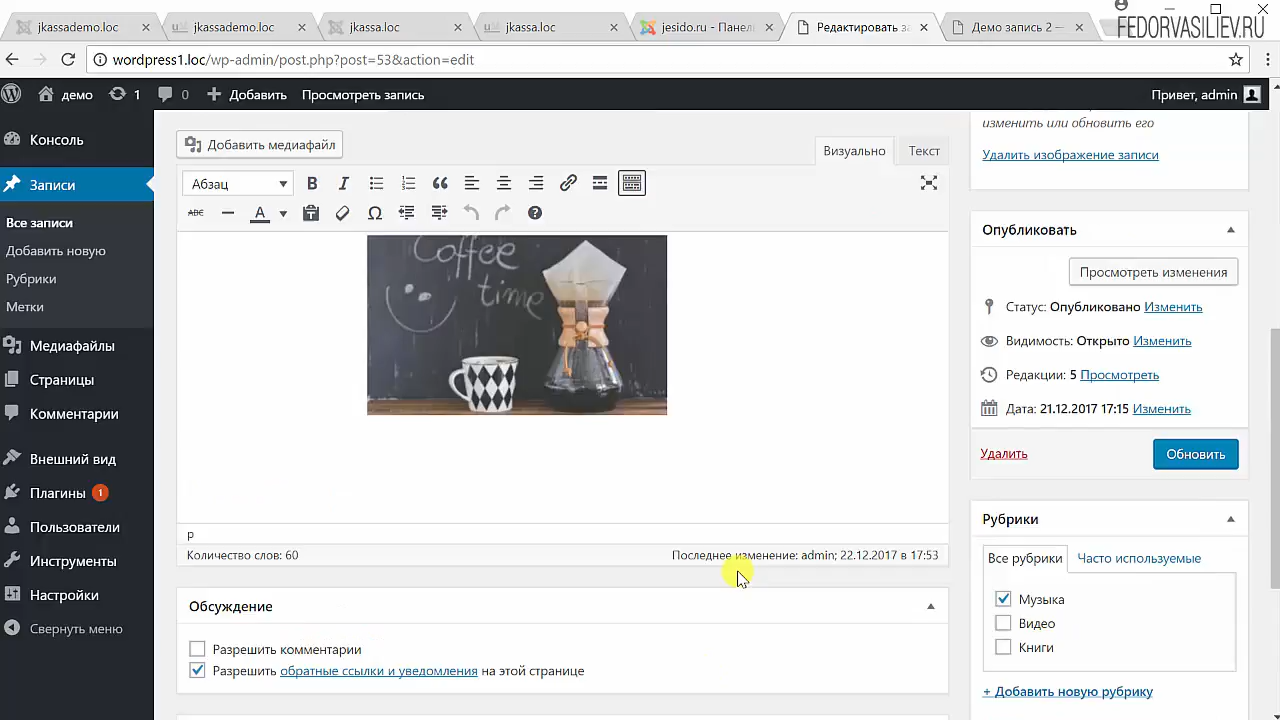 jkassademo.loc
jkassademo.loc
jkassa.loc
jkassa.loc
jesido.ru - Панел
Редактировать за
Демо запись 2 —
FEDORVASILIEV.RU
wordpress1.loc/wp-admin/post.php?post=53&action=edit
демо
1
0
Добавить
Просмотреть запись
Привет, admin
Консоль
Записи
Все записи
Добавить новую
Рубрики
Метки
Медиафайлы
Страницы
Комментарии
Внешний вид
Плагины 1
Пользователи
Инструменты
Настройки
Свернуть меню
Добавить медиафайл
Визуально
Текст
Абзац
B I
ABC A Ω
Coffee
time
p
Количество слов: 60
Последнее изменение: admin; 22.12.2017 в 17:53
Обсуждение
Разрешить комментарии
Разрешить обратные ссылки и уведомления на этой странице
изменить или обновить его
Удалить изображение записи
Опубликовать
Просмотреть изменения
Статус: Опубликовано Изменить
Видимость: Открыто Изменить
Редакции: 5 Просмотреть
Дата: 21.12.2017 17:15 Изменить
Удалить
Обновить
Рубрики
Все рубрики
Часто используемые
Музыка
Видео
Книги
+ Добавить новую рубрику